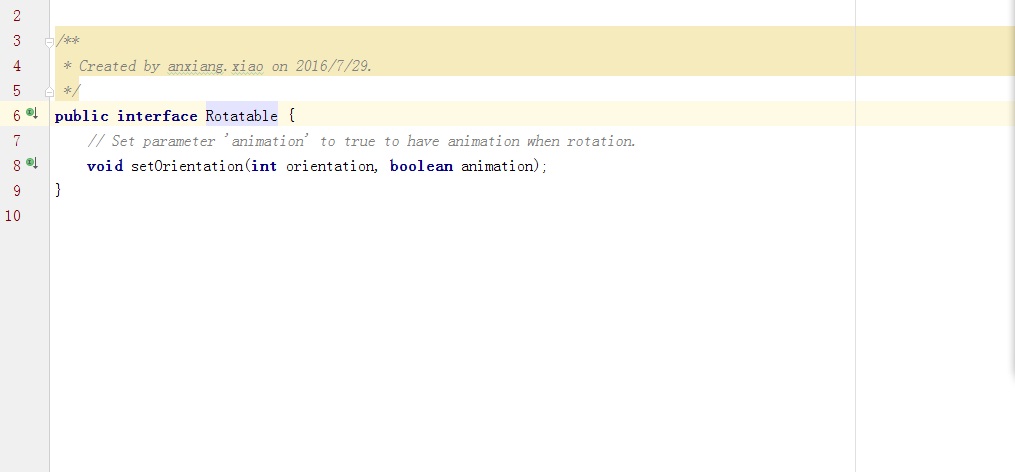 2
3 /**
4 * Created by anxiang.xiao on 2016/7/29.
5 */
6 public interface Rotatable {
7 // Set parameter 'animation' to true to have animation when rotation.
8 void setOrientation(int orientation, boolean animation);
9 }
10